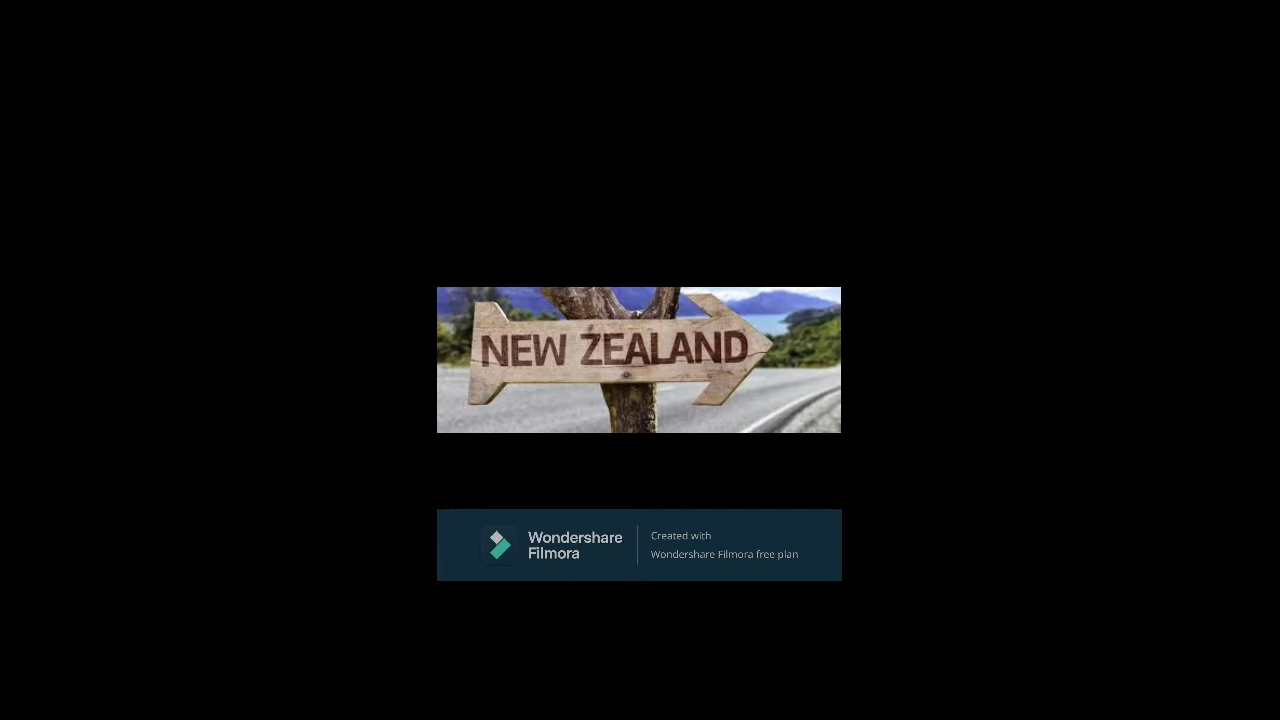 NEW ZEALAND
Wondershare
Filmora
Created with
Wondershare Filmora free plan